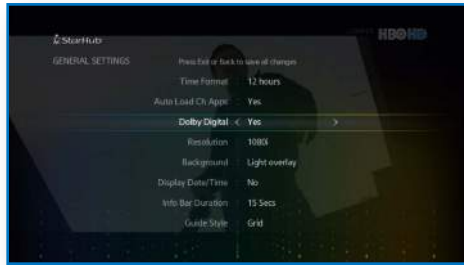 StarHub
HBO HD
GENERAL SETTINGS
Press Exit or Back to save all changes
Time Format : 12 hours
Auto Load Ch Apps : Yes
Dolby Digital < Yes >
Resolution : 1080i
Background : Light overlay
Display Date/Time : No
Info Bar Duration : 15 Secs
Guide Style : Grid